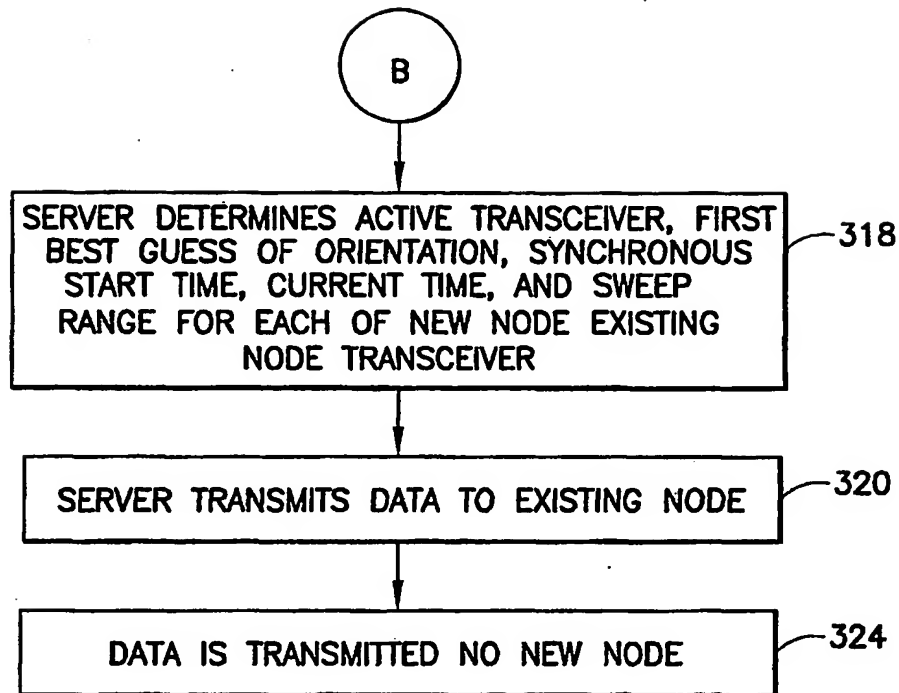 B
SERVER DETERMINES ACTIVE TRANSCEIVER, FIRST
BEST GUESS OF ORIENTATION, SYNCHRONOUS
START TIME, CURRENT TIME, AND SWEEP
RANGE FOR EACH OF NEW NODE EXISTING
NODE TRANSCEIVER
318
SERVER TRANSMITS DATA TO EXISTING NODE
320
DATA IS TRANSMITTED NO NEW NODE
324